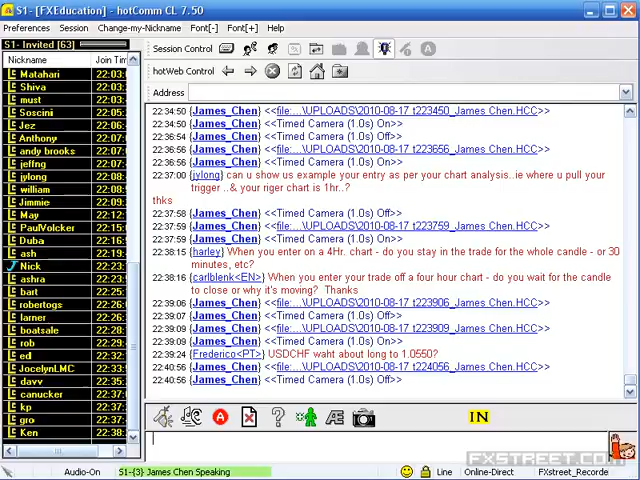 S1- [FXEducation] - hotComm CL 7.50
Preferences Session Change-my-Nickname Font[-] Font[+] Help
S1- Invited [63]
Nickname Join Tim
Matahari 22:03:
Shiva 22:03:
must 22:03:
Soscini 22:03:
Jez 22:07:
Anthony 22:07:
andy brooks 22:07:
jeffng 22:07:
jylong 22:08:
william 22:08:
Jimmie 22:09:
May 22:12:
PaulVolcker 22:15:
Duba 22:16:
ash 22:17:
Nick 22:26:
ashra 22:26:
bart 22:27:
robertogs 22:27:
larner 22:27:
boatsale 22:27:
rob 22:27:
ed 22:27:
JocelynLMC 22:27:
davv 22:31:
canucker 22:32:
kp 22:37:
gro 22:37:
Ken 22:38:
Session Control
hotWeb Control
Address
22:34:50 {James_Chen} <<file:...\UPLOADS\2010-08-17 t223450_James Chen.HCC>>
22:34:50 {James_Chen} <<Timed Camera (1.0s) On>>
22:36:54 {James_Chen} <<Timed Camera (1.0s) Off>>
22:36:56 {James_Chen} <<file:...\UPLOADS\2010-08-17 t223656_James Chen.HCC>>
22:36:56 {James_Chen} <<Timed Camera (1.0s) On>>
22:37:00 {jylong} can u show us example your entry as per your chart analysis..ie where u pull your
trigger ..& your riger chart is 1hr..?
thks
22:37:58 {James_Chen} <<Timed Camera (1.0s) Off>>
22:37:59 {James_Chen} <<file:...\UPLOADS\2010-08-17 t223759_James Chen.HCC>>
22:37:59 {James_Chen} <<Timed Camera (1.0s) On>>
22:38:15 {harley} When you enter on a 4Hr. chart - do you stay in the trade for the whole candle - or 30
minutes, etc?
22:38:16 {carlblenk<EN>} When you enter your trade off a four hour chart - do you wait for the candle
to close or why it's moving? Thanks
22:39:06 {James_Chen} <<file:...\UPLOADS\2010-08-17 t223906_James Chen.HCC>>
22:39:07 {James_Chen} <<Timed Camera (1.0s) Off>>
22:39:09 {James_Chen} <<file:...\UPLOADS\2010-08-17 t223909_James Chen.HCC>>
22:39:09 {James_Chen} <<Timed Camera (1.0s) On>>
22:39:24 {Frederico<PT>} USDCHF waht about long to 1.0550?
22:40:56 {James_Chen} <<file:...\UPLOADS\2010-08-17 t224056_James Chen.HCC>>
22:40:56 {James_Chen} <<Timed Camera (1.0s) Off>>
IN
FXSTREET.COM
Audio-On S1-{3} James Chen Speaking Line Online-Direct FXstreet_Recorde